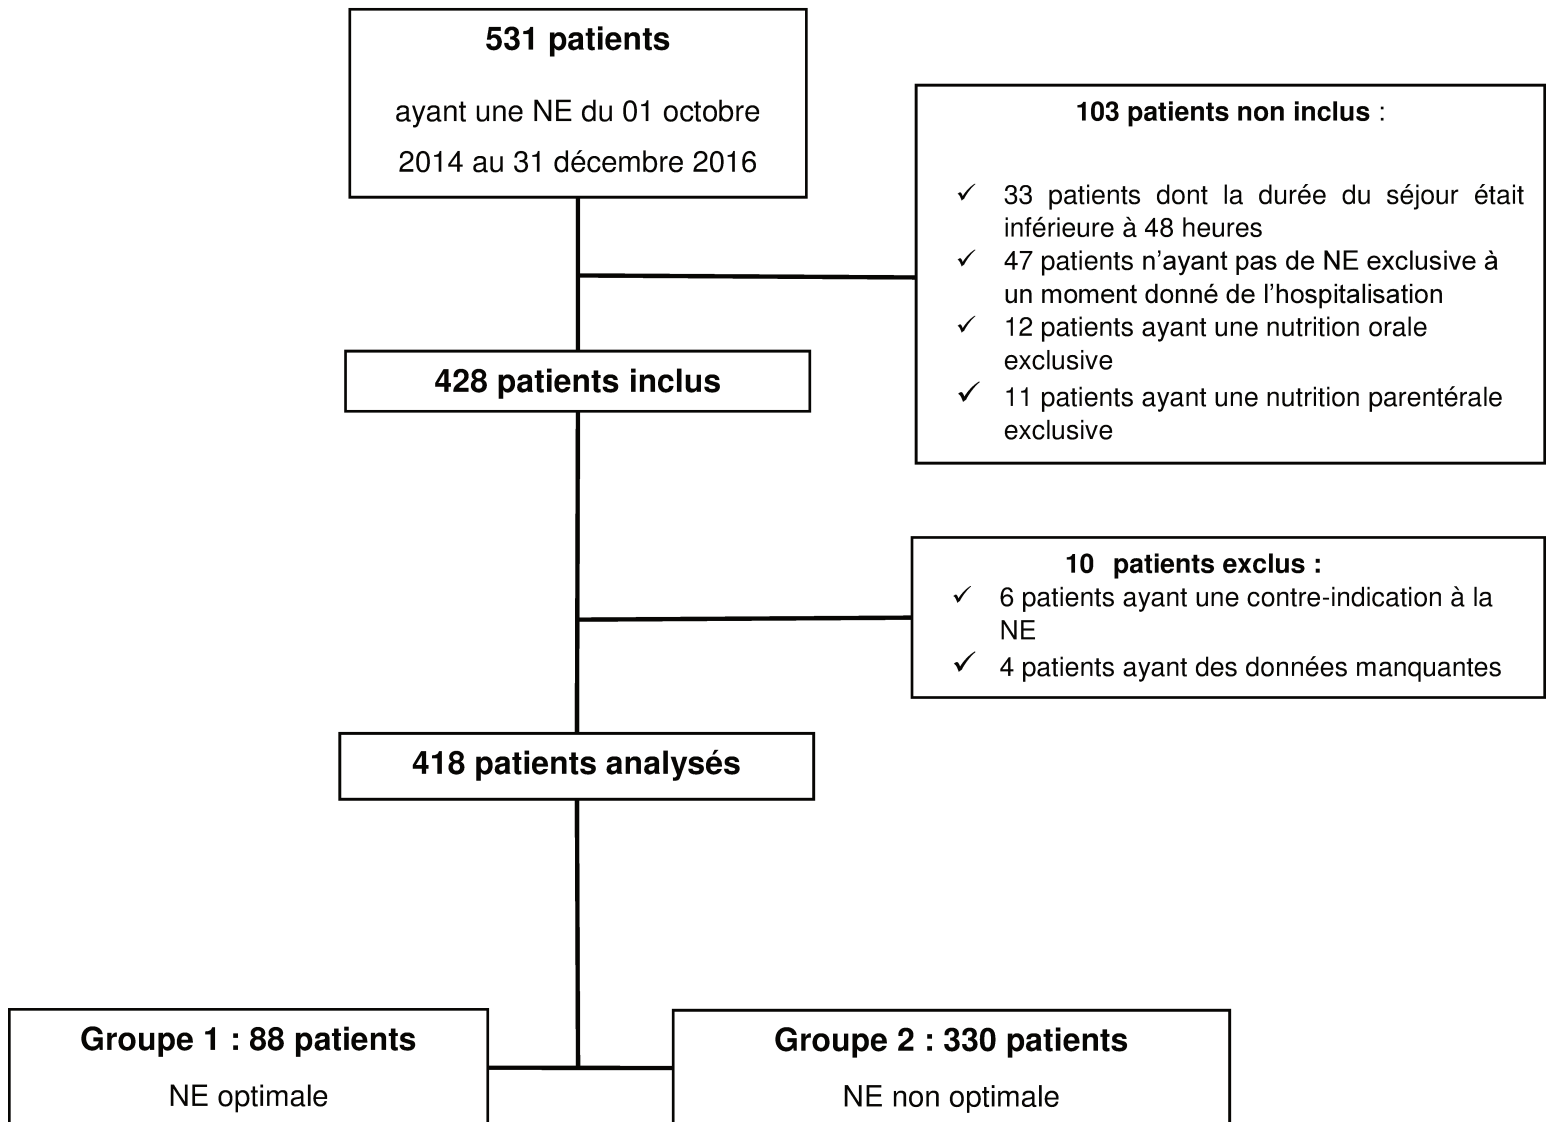 531 patients
ayant une NE du 01 octobre
2014 au 31 décembre 2016
103 patients non inclus :
✓ 33 patients dont la durée du séjour était
inférieure à 48 heures
✓ 47 patients n’ayant pas de NE exclusive à
un moment donné de l’hospitalisation
✓ 12 patients ayant une nutrition orale
exclusive
✓ 11 patients ayant une nutrition parentérale
exclusive
428 patients inclus
10 patients exclus :
✓ 6 patients ayant une contre-indication à la
NE
✓ 4 patients ayant des données manquantes
418 patients analysés
Groupe 1 : 88 patients
NE optimale
Groupe 2 : 330 patients
NE non optimale